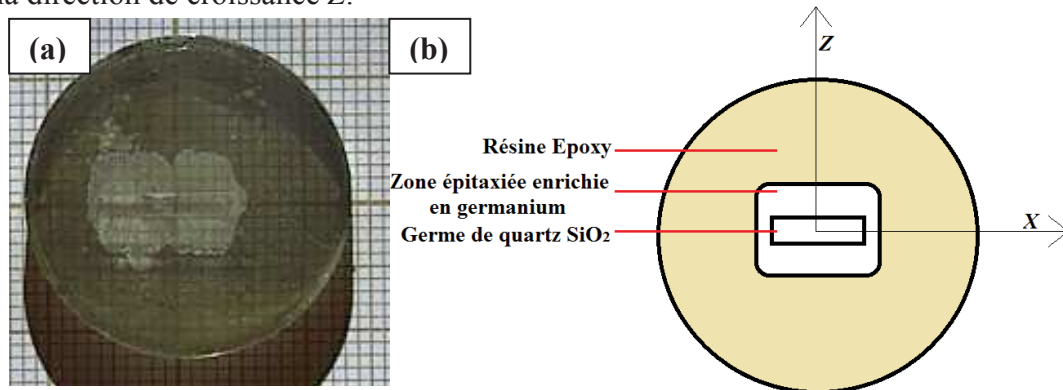 la direction de croissance Z.
(a)
(b)
Z
Résine Epoxy
Zone épitaxiée enrichie
en germanium
Germe de quartz SiO₂
X